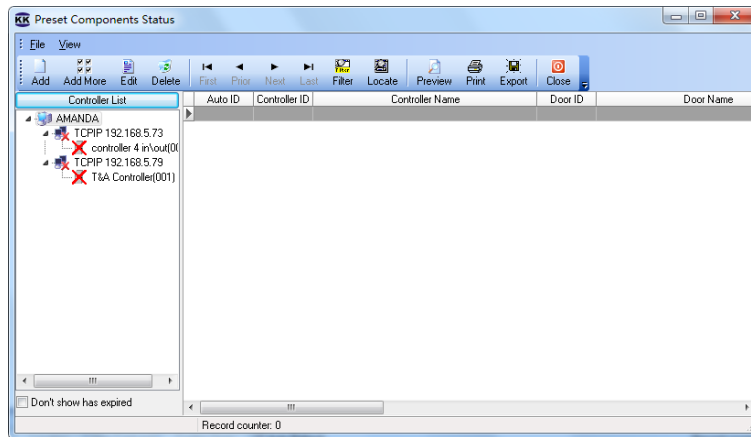 KK Preset Components Status
File View
Add Add More Edit Delete First Prior Next Last Filter Locate Preview Print Export Close
Controller List Auto ID Controller ID Controller Name Door ID Door Name
AMANDA
TCPIP 192.168.5.73
controller 4 in\out(0(
TCPIP 192.168.5.79
T&A Controller(001)
Don't show has expired
Record counter: 0